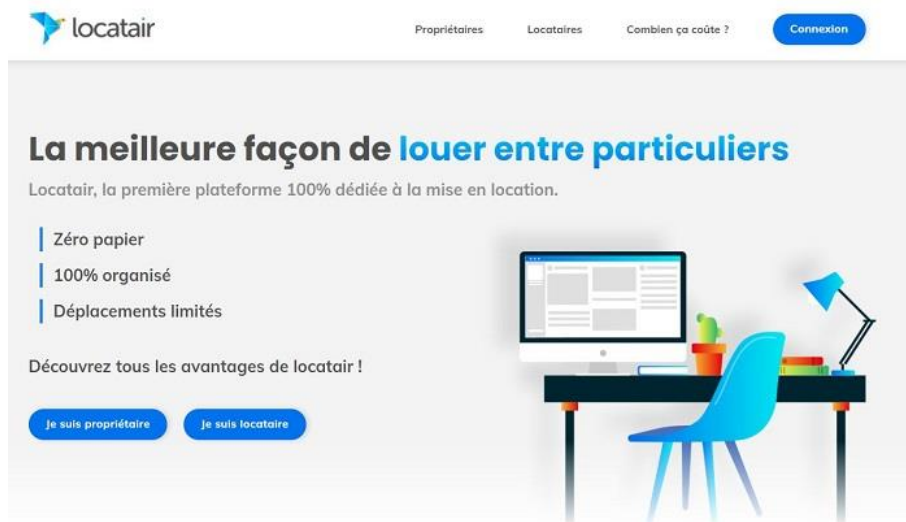 locatair
Propriétaires
Locataires
Combien ça coûte ?
Connexion
La meilleure façon de louer entre particuliers
Locatair, la première plateforme 100% dédiée à la mise en location.
Zéro papier
100% organisé
Déplacements limités
Découvrez tous les avantages de locatair !
Je suis propriétaire
Je suis locataire